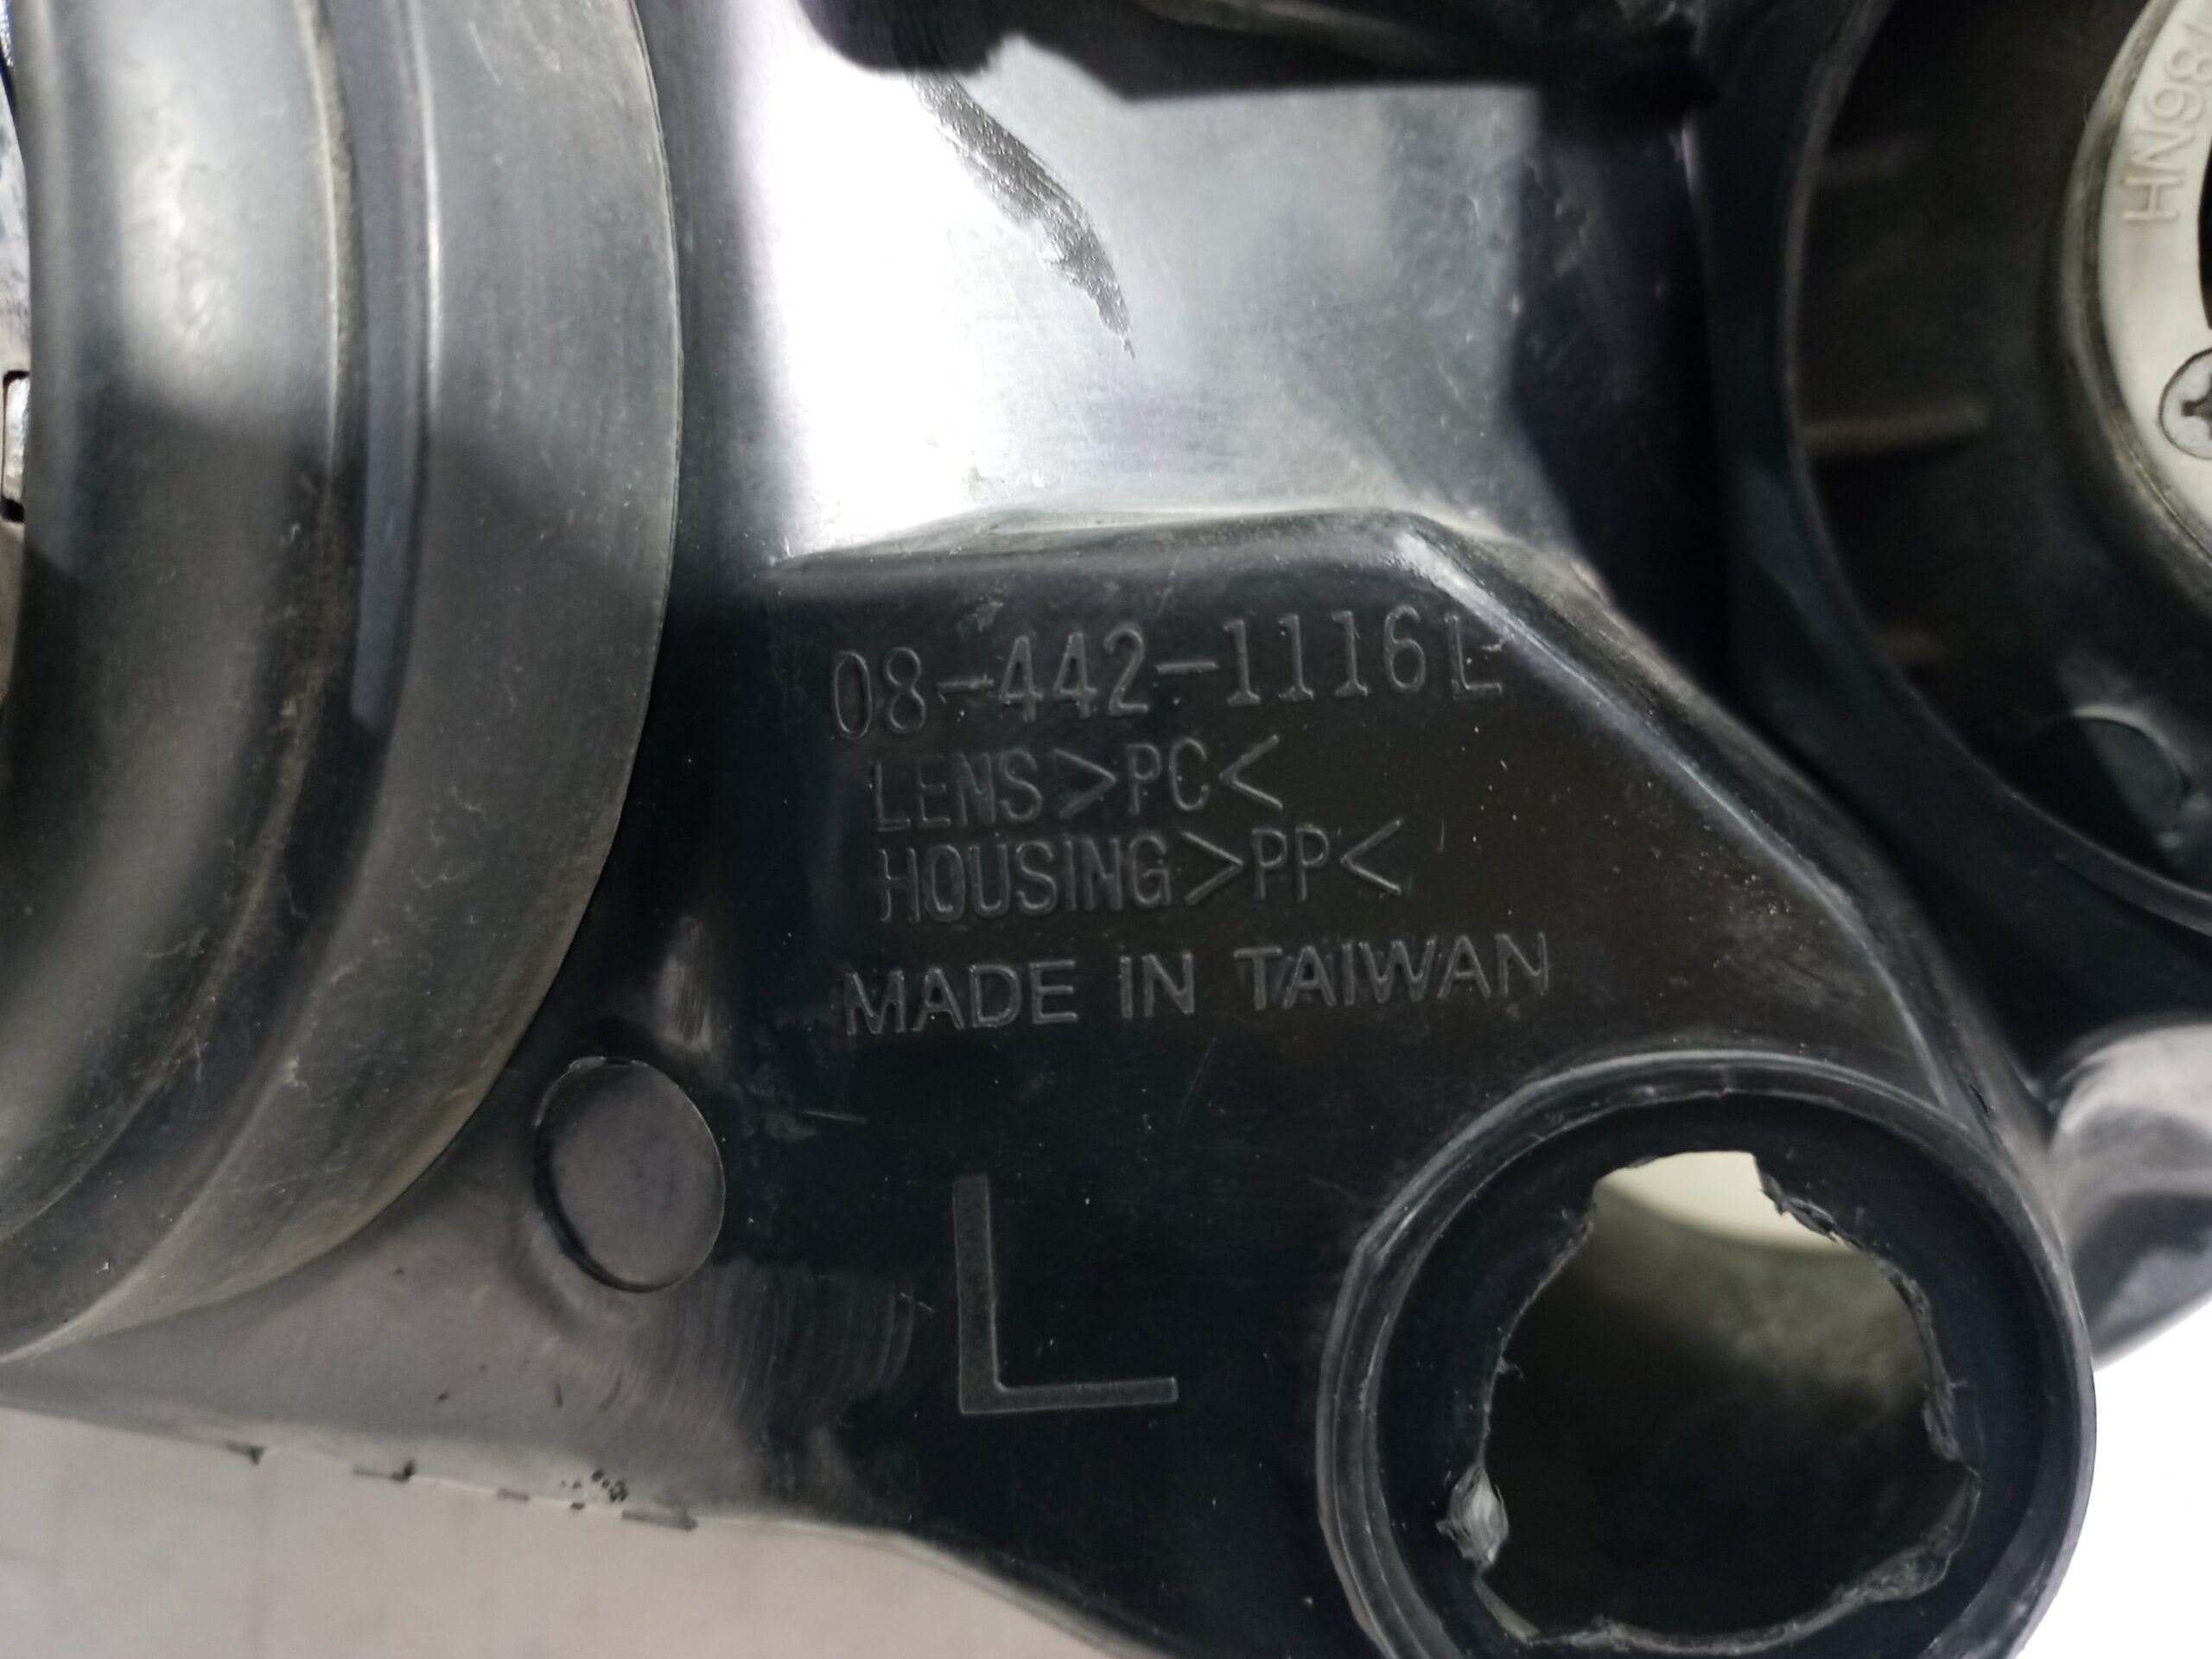 08-442-1116L
LENS>PC<
HOUSING>PP<
MADE IN TAIWAN
L